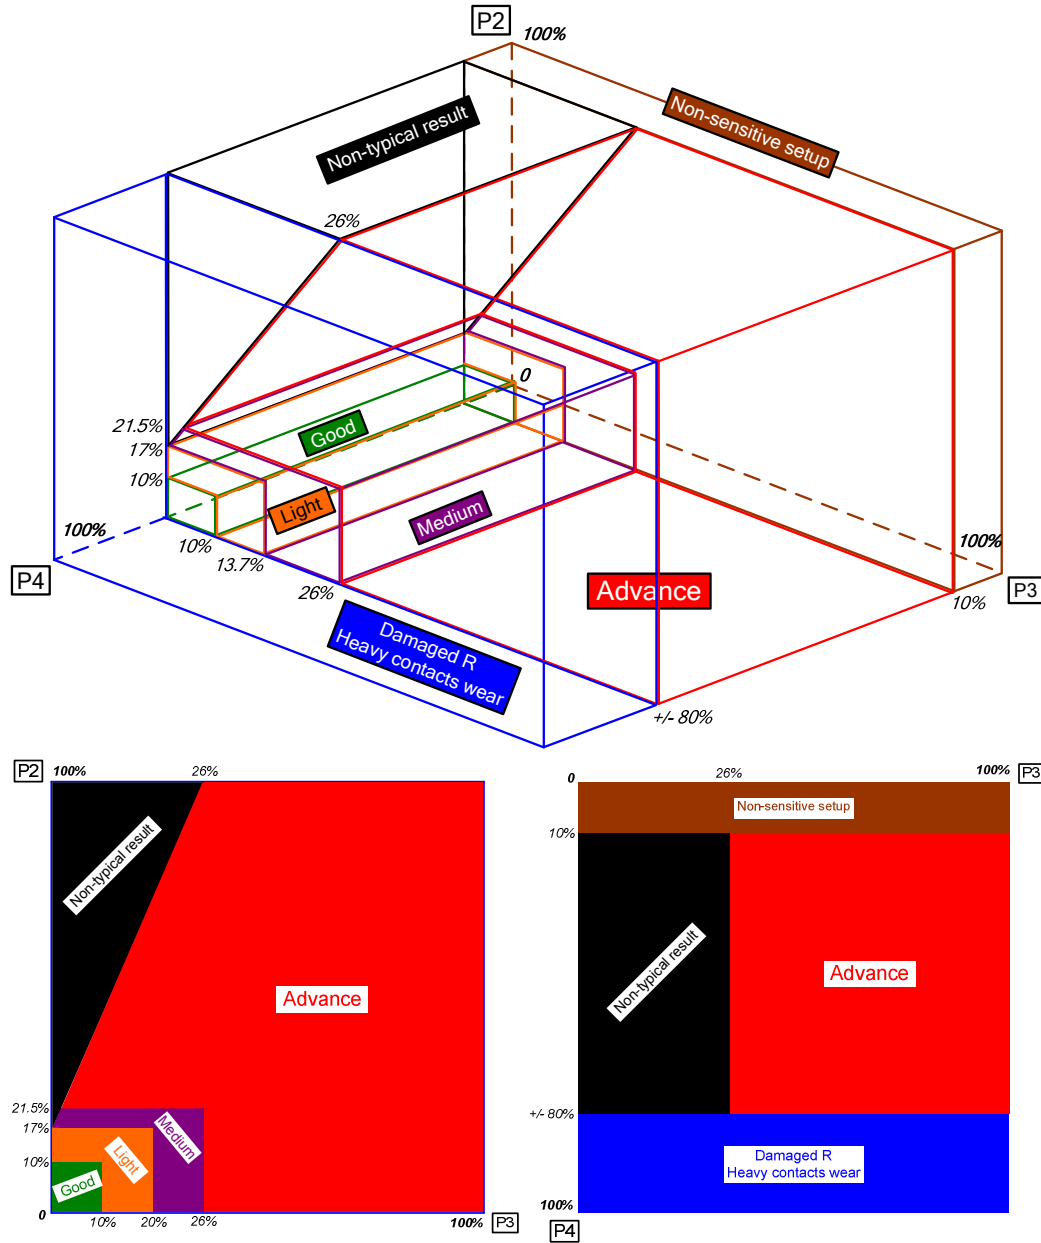 P2
100%
Non-typical result
Non-sensitive setup
26%
0
21.5%
17%
10%
Good
Light
Medium
100%
10%
13.7%
26%
P4
100%
P3
10%
Advance
Damaged R
Heavy contacts wear
+/- 80%
P2
100%
26%
Non-typical result
Advance
21.5%
17%
10%
Medium
Light
Good
0
10%
20%
26%
100%
P3
0
26%
100%
P3
Non-sensitive setup
10%
Non-typical result
Advance
+/- 80%
Damaged R
Heavy contacts wear
100%
P4